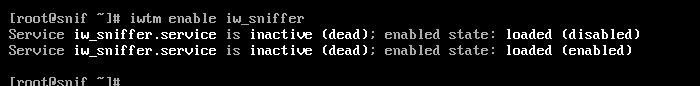 [root@snif ~]# iwtm enable iw_sniffer
Service iw_sniffer.service is inactive (dead); enabled state: loaded (disabled)
Service iw_sniffer.service is inactive (dead); enabled state: loaded (enabled)
[root@snif ~]#